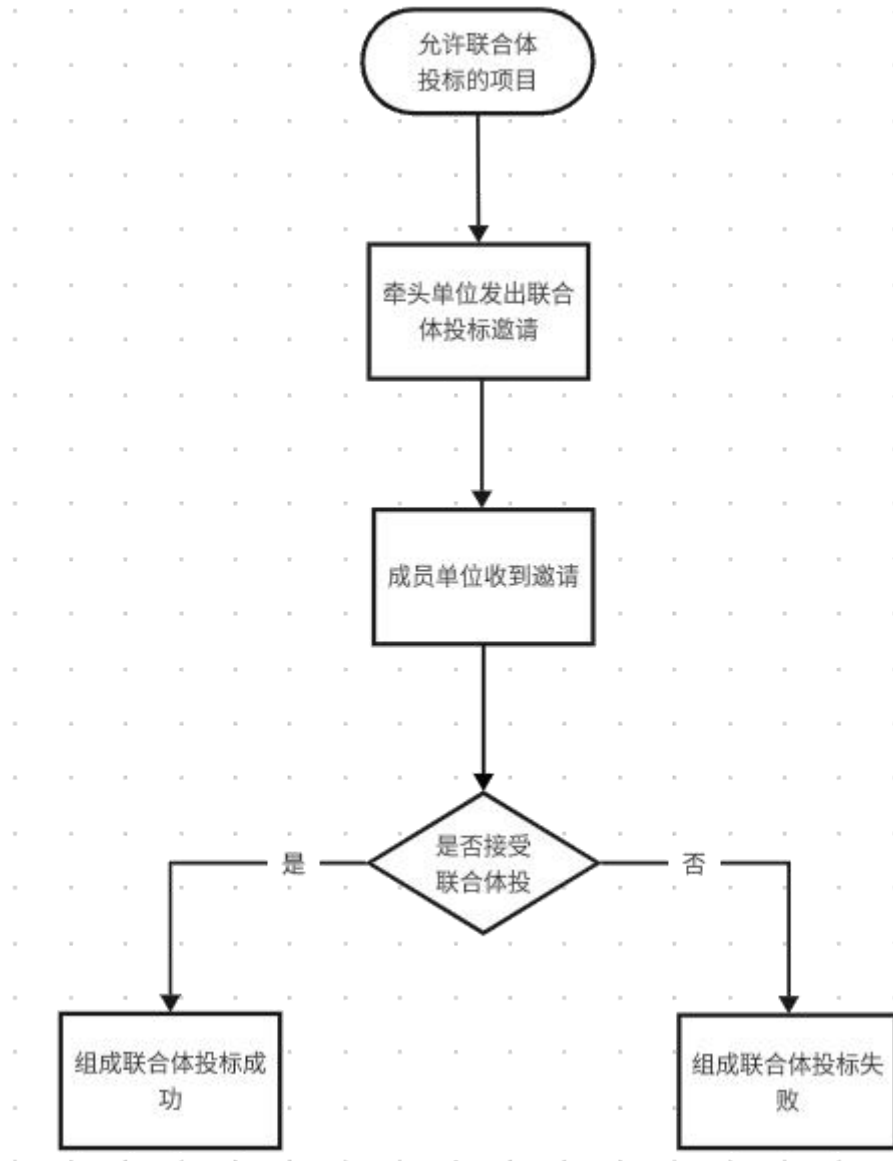 允许联合体
投标的项目
牵头单位发出联合
体投标邀请
成员单位收到邀请
是否接受
联合体投
是
否
组成联合体投标成
功
组成联合体投标失
败